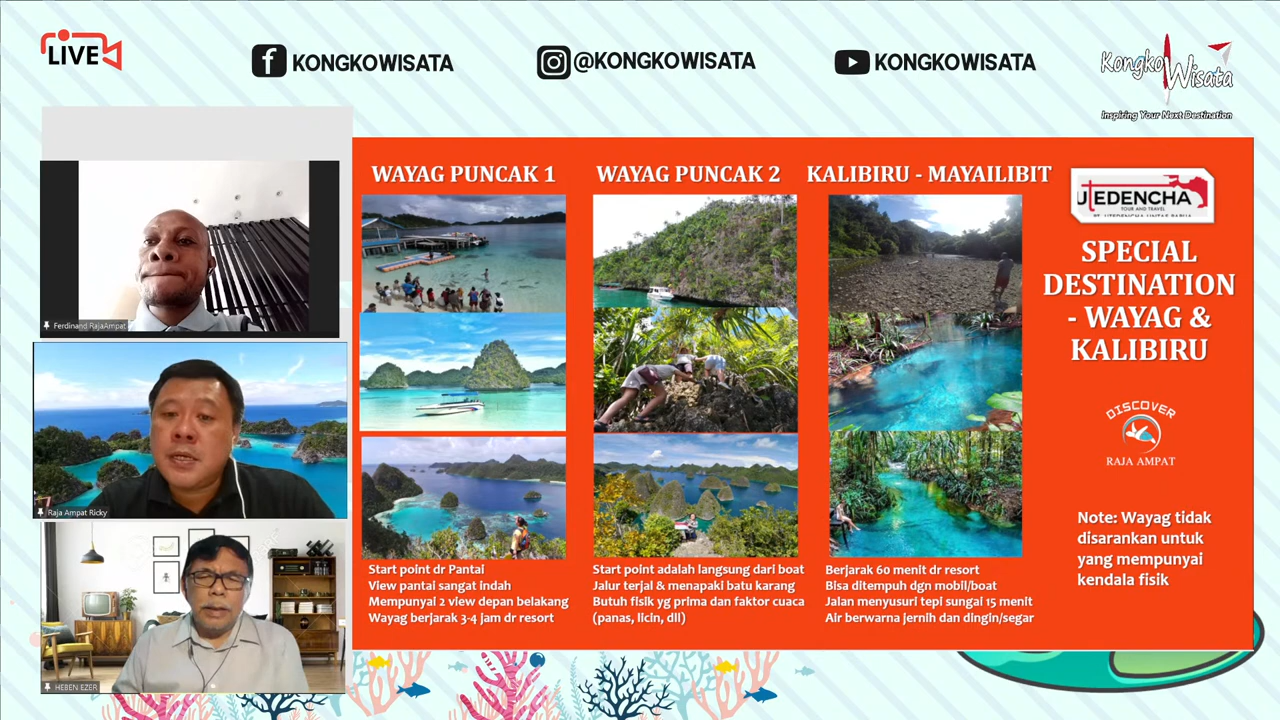 LIVE
KONGKOWISATA
@KONGKOWISATA
KONGKOWISATA
Kongko Wisata
Inspiring Your Next Destination
Ferdinand RajaAmpat
Raja Ampat Ricky
HEBEN EZER
WAYAG PUNCAK 1
Start point dr Pantai
View pantai sangat indah
Mempunyai 2 view depan belakang
Wayag berjarak 3-4 jam dr resort
WAYAG PUNCAK 2
Start point adalah langsung dari boat
Jalur terjal & menapaki batu karang
Butuh fisik yg prima dan faktor cuaca
(panas, licin, dll)
KALIBIRU - MAYAILIBIT
Berjarak 60 menit dr resort
Bisa ditempuh dgn mobil/boat
Jalan menyusuri tepi sungai 15 menit
Air berwarna jernih dan dingin/segar
UTEDENCHA
TOUR AND TRAVEL
PT. UTEDENCHA LINTAS PAPUA
SPECIAL
DESTINATION
- WAYAG &
KALIBIRU
DISCOVER
RAJA AMPAT
Note: Wayag tidak
disarankan untuk
yang mempunyai
kendala fisik